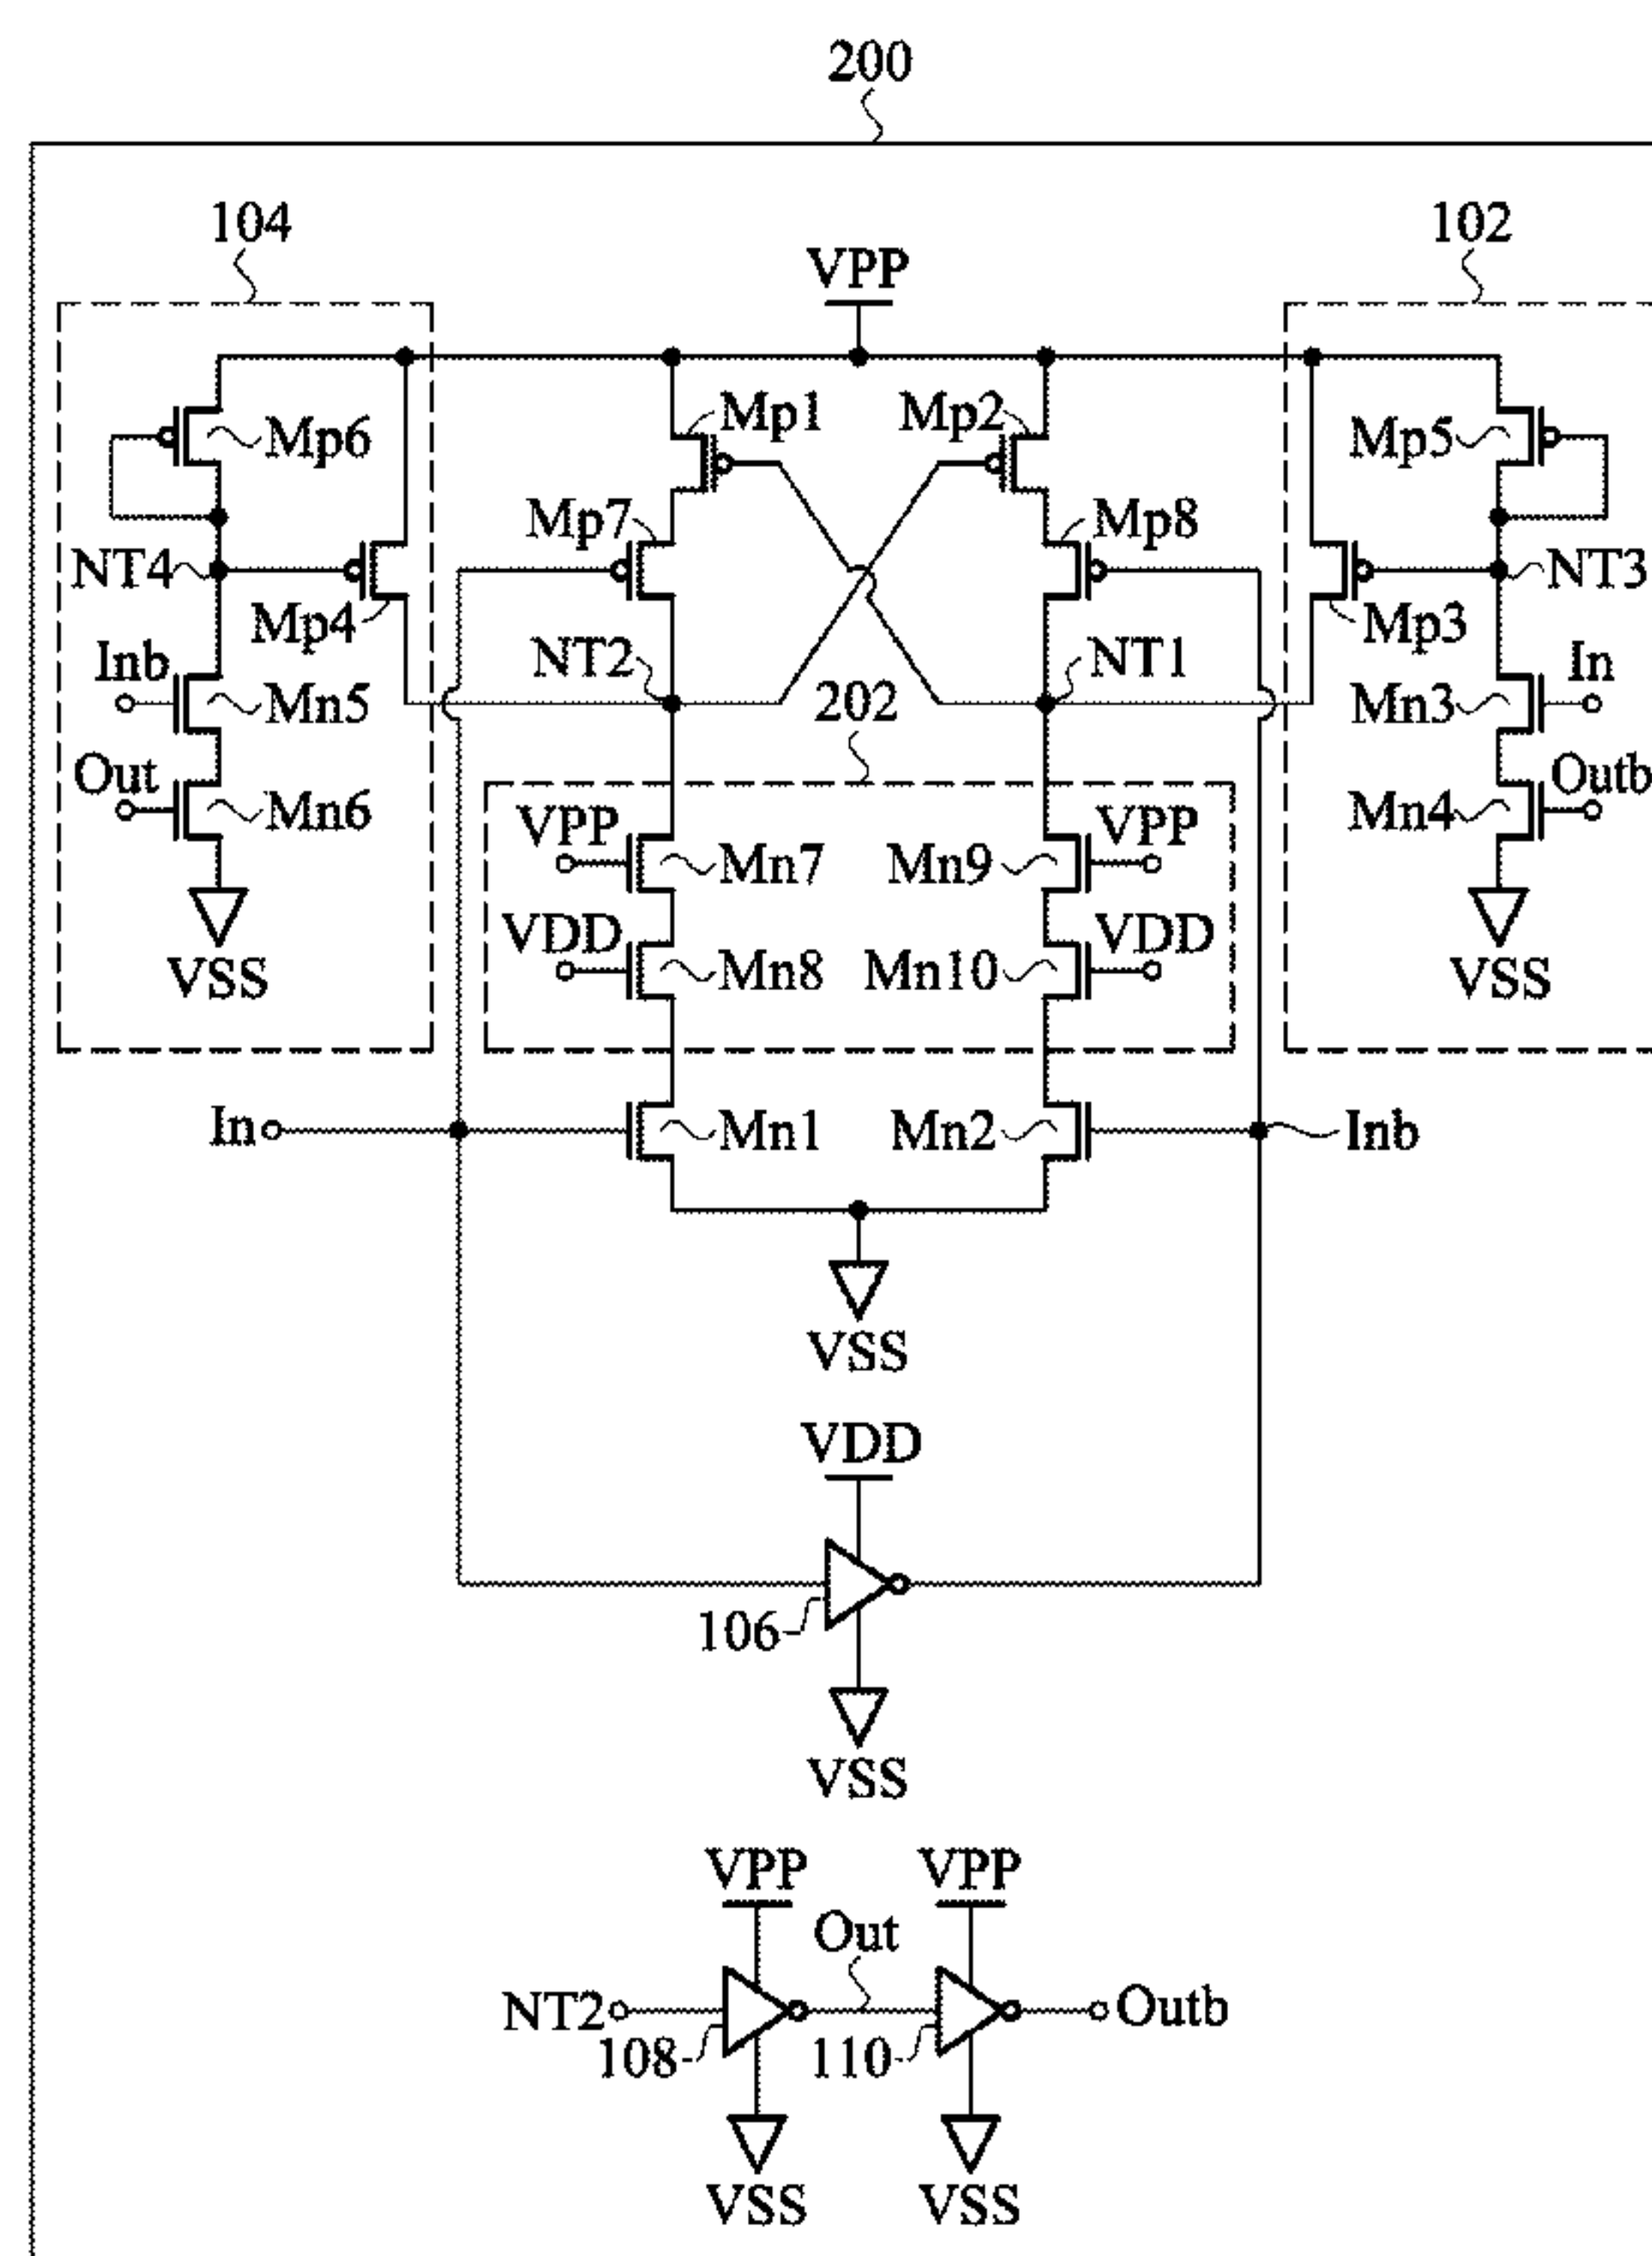 200
104
102
VPP
Mp1
Mp2
Mp6
Mp5
Mp7
Mp8
NT4
NT3
Mp4
Mp3
Inb
NT2
NT1
In
202
Mn5
Mn3
Out
Outb
VPP
VPP
Mn6
Mn4
Mn7
Mn9
VDD
VDD
Mn8
Mn10
VSS
VSS
In
Mn1
Mn2
Inb
VSS
VDD
106
VSS
VPP
VPP
Out
NT2
Outb
108
110
VSS
VSS